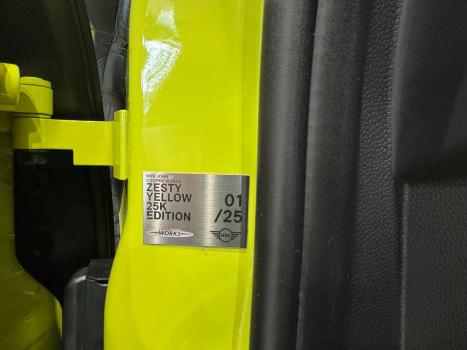 MINI JOHN
COOPER WORKS
ZESTY
YELLOW
25K
EDITION
01
/25
WORKS
MINI